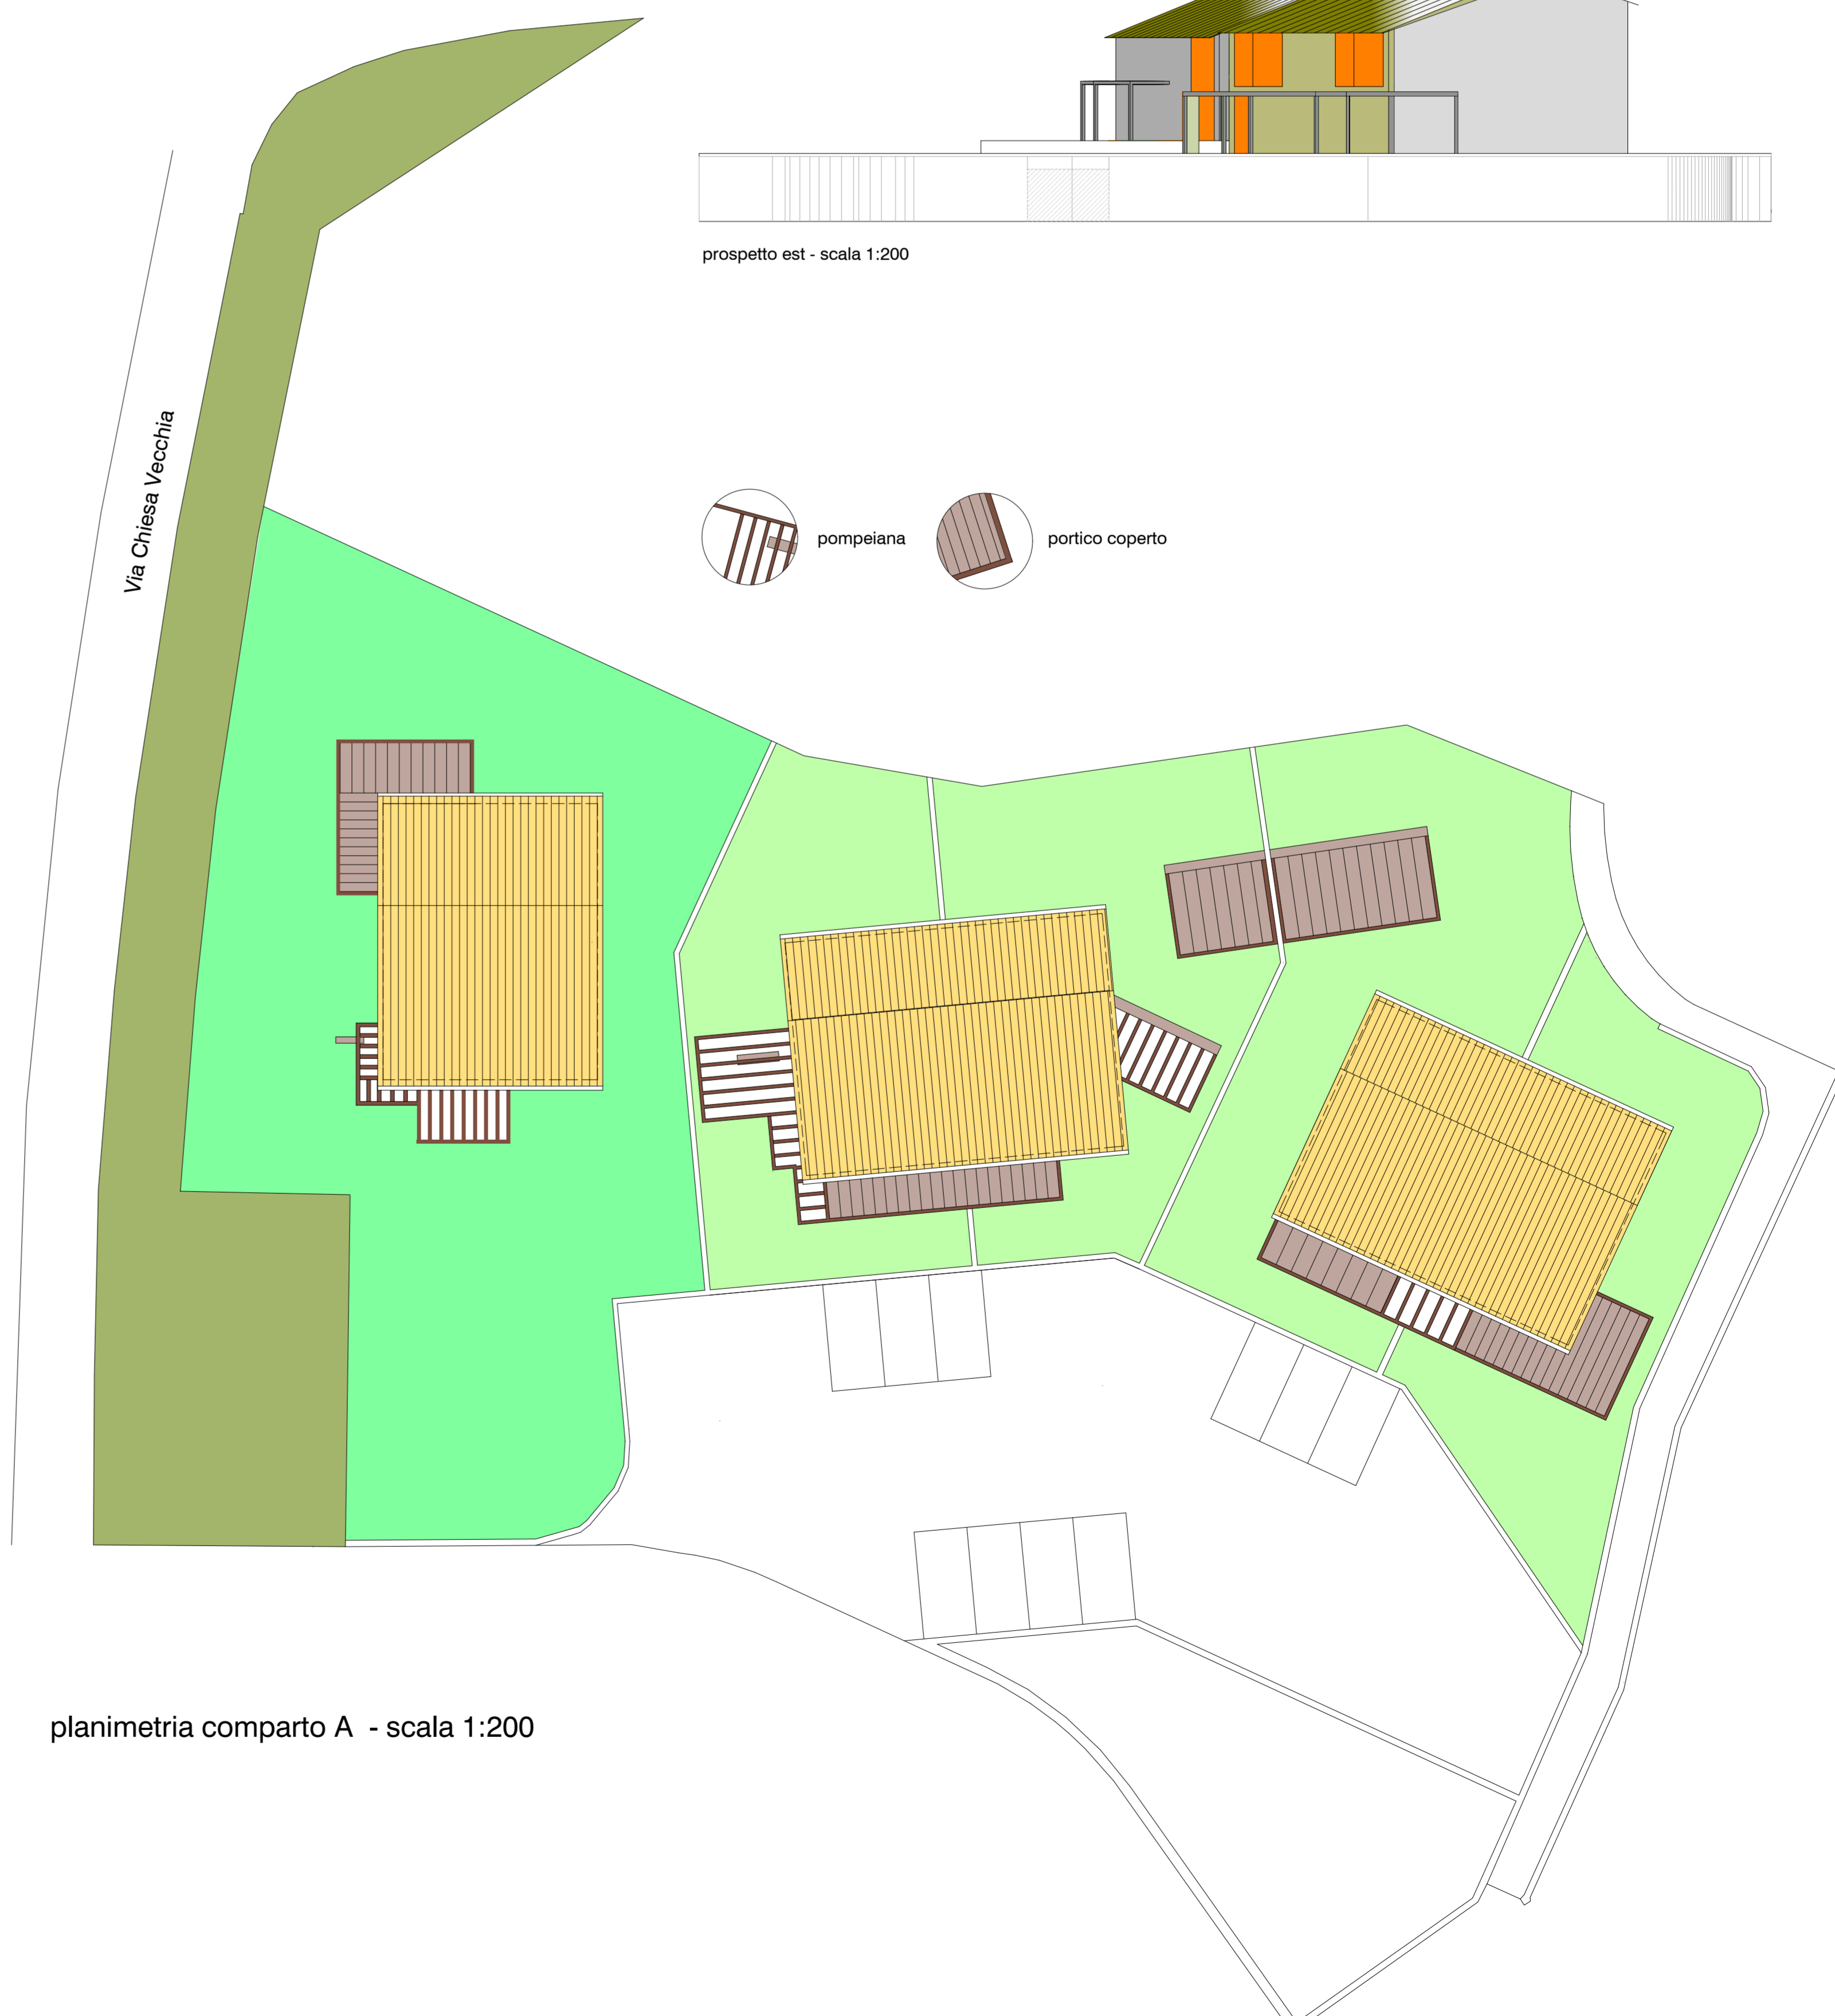 prospetto est - scala 1:200
Via Chiesa Vecchia
pompeiana
portico coperto
planimetria comparto A - scala 1:200